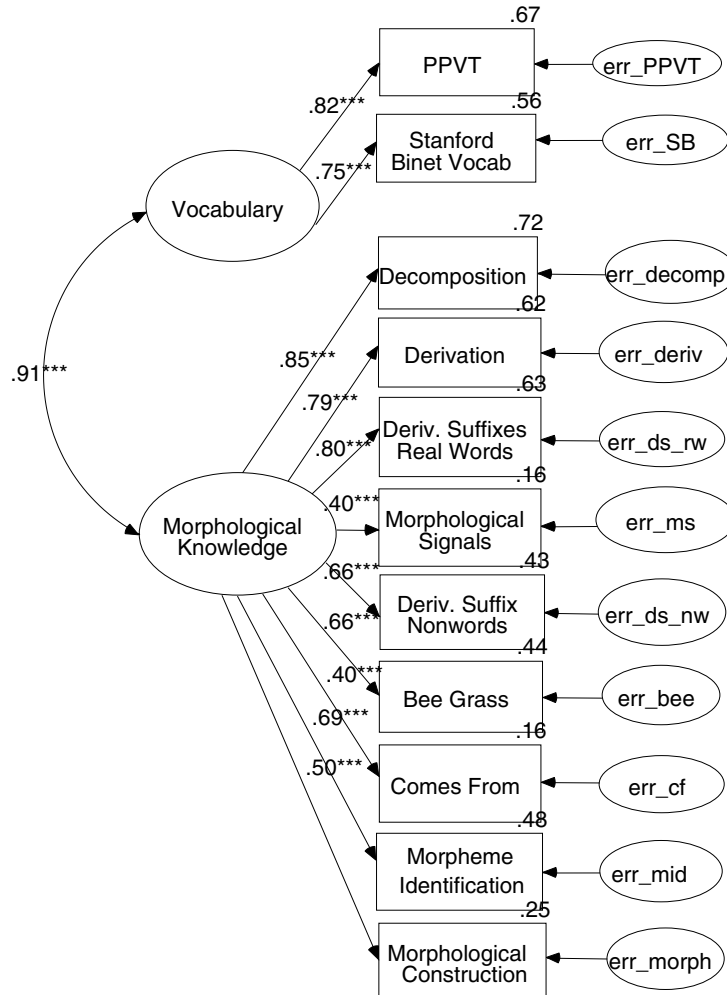 .67
PPVT
err_PPVT
.82***
.56
Stanford
Binet Vocab
err_SB
.75***
Vocabulary
.72
Decomposition
err_decomp
.62
.85***
Derivation
err_deriv
.91***
.79***
.63
Deriv. Suffixes
Real Words
err_ds_rw
.80***
.16
.40***
Morphological
Signals
err_ms
Morphological
Knowledge
.43
.66***
Deriv. Suffix
Nonwords
err_ds_nw
.66***
.44
.40***
Bee Grass
err_bee
.69***
.16
.50***
Comes From
err_cf
.48
Morpheme
Identification
err_mid
.25
Morphological
Construction
err_morph